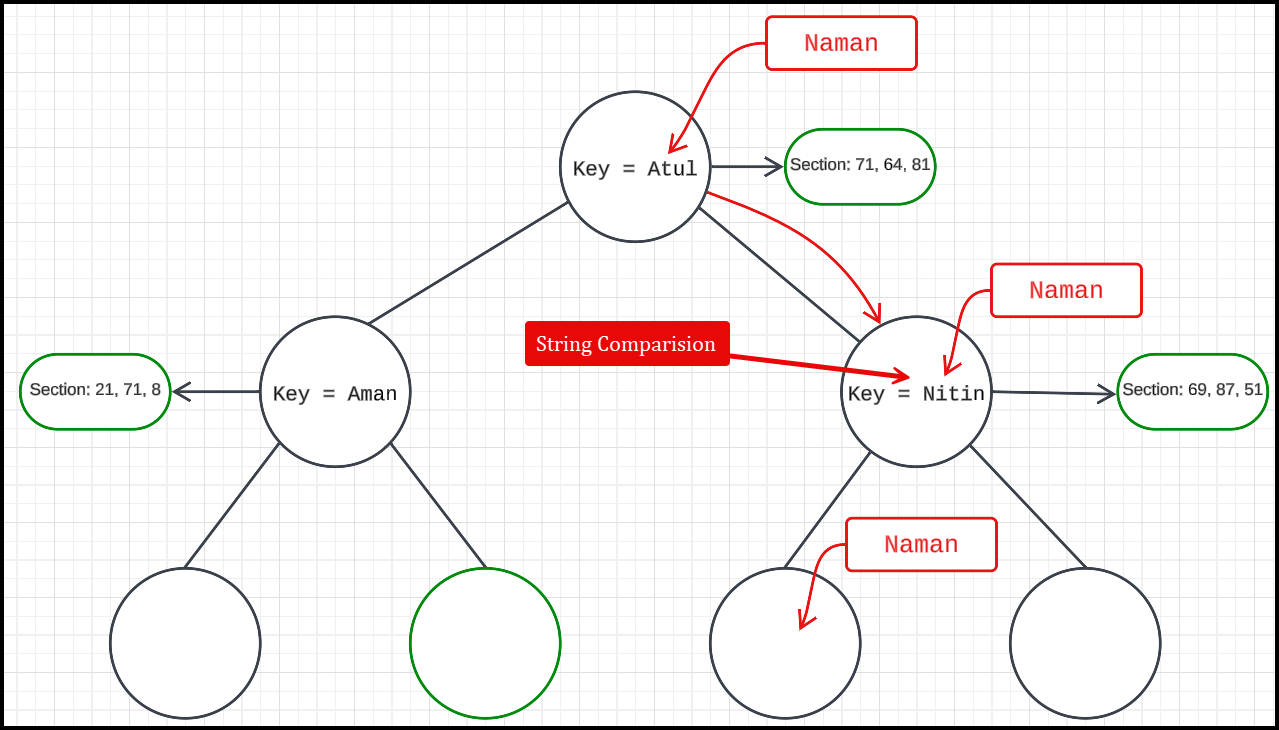 Naman
Key = Atul
Section: 71, 64, 81
Naman
String Comparision
Section: 21, 71, 8
Key = Aman
Key = Nitin
Section: 69, 87, 51
Naman